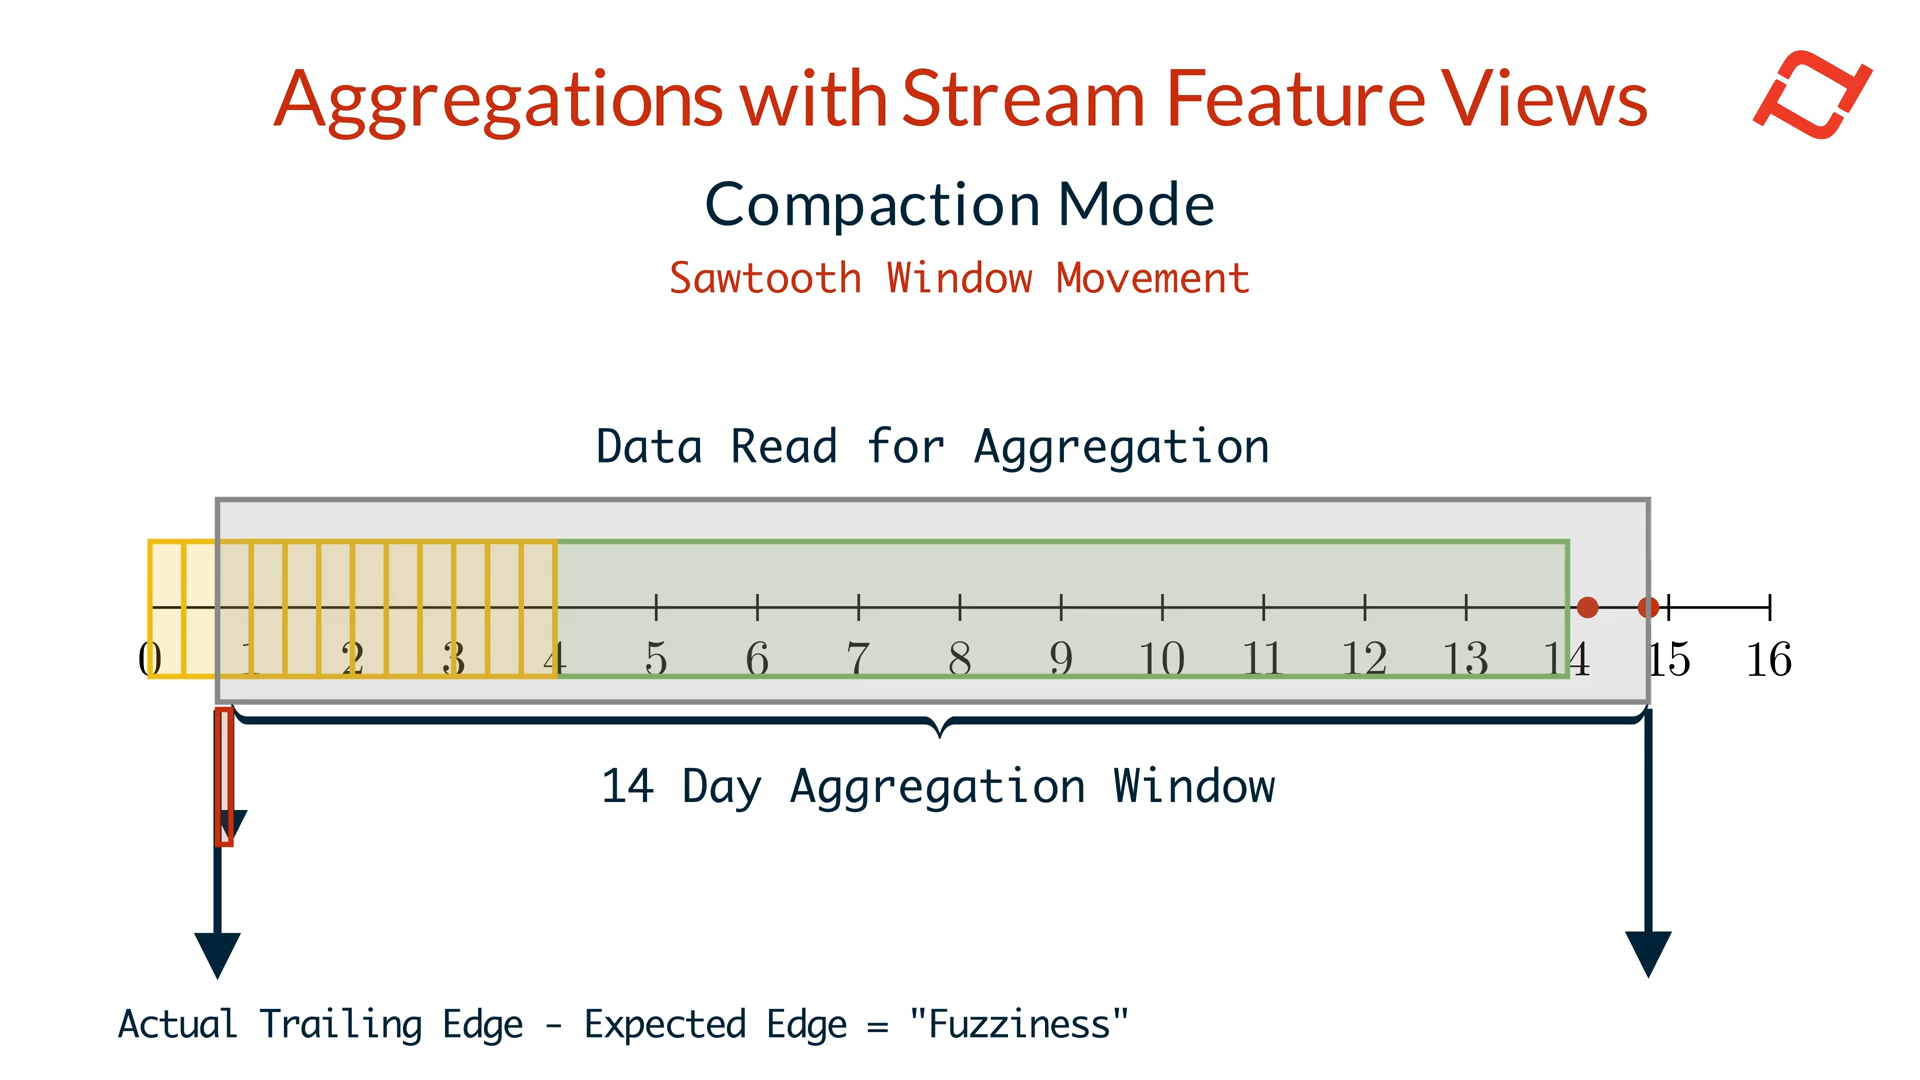 Aggregations with Stream Feature Views
Compaction Mode
Sawtooth Window Movement
Data Read for Aggregation
0 1 2 3 4 5 6 7 8 9 10 11 12 13 14 15 16
14 Day Aggregation Window
Actual Trailing Edge - Expected Edge = "Fuzziness"